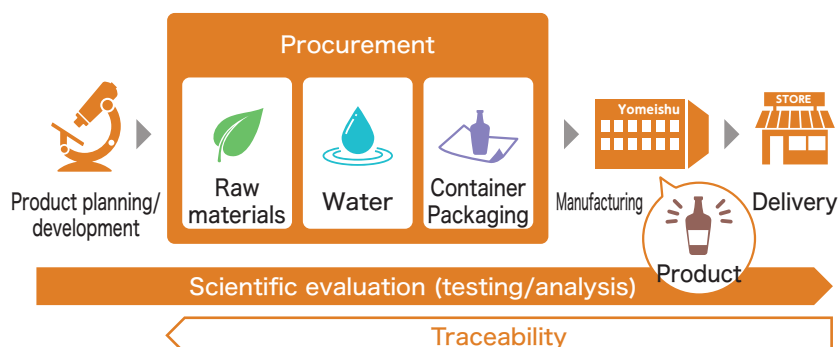 Procurement
Product planning/
development
Raw
materials
Water
Container
Packaging
Yomeishu
Manufacturing
Product
STORE
Delivery
Scientific evaluation (testing/analysis)
Traceability